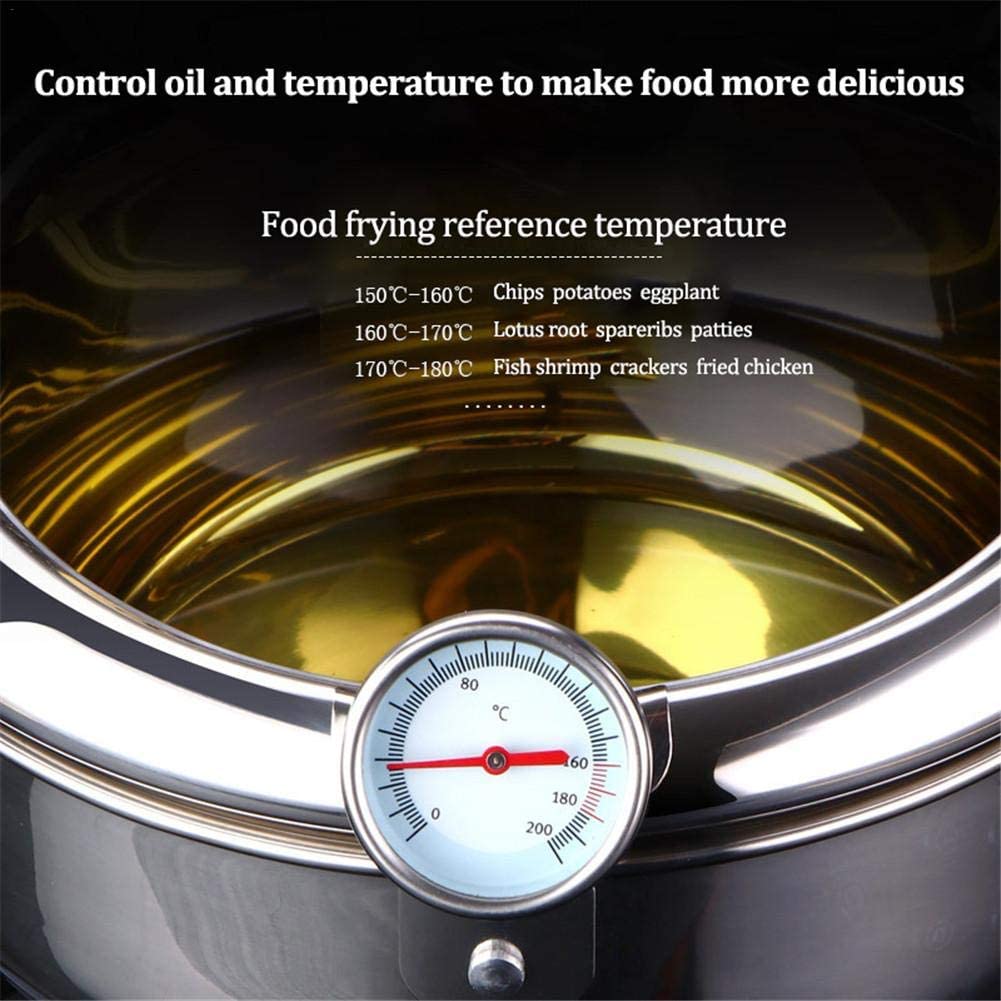 Control oil and temperature to make food more delicious
Food frying reference temperature
150℃-160℃ Chips potatoes eggplant
160℃-170℃ Lotus root spareribs patties
170℃-180℃ Fish shrimp crackers fried chicken
80
℃
160
180
0
200